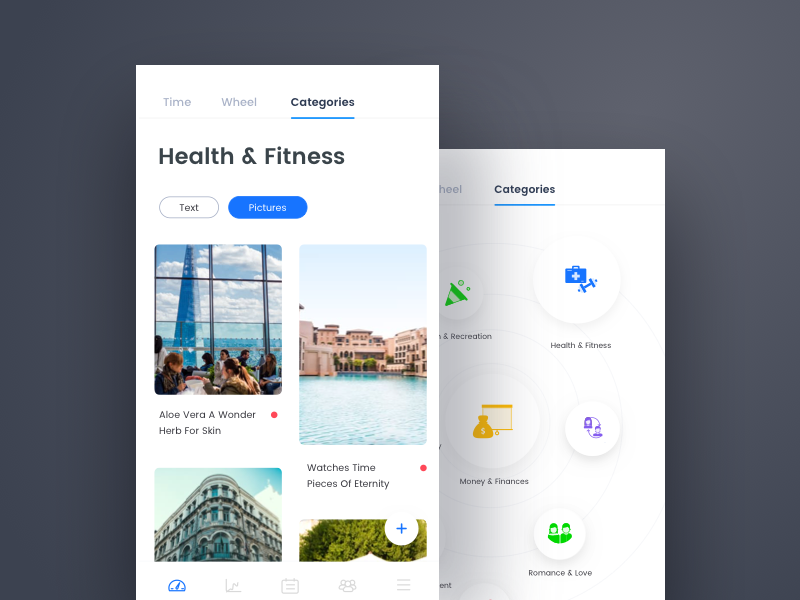 Time Wheel Categories
Health & Fitness
Text Pictures
Aloe Vera A Wonder
Herb For Skin
Watches Time
Pieces Of Eternity
+
heel Categories
& Recreation
Health & Fitness
$
Money & Finances
Romance & Love
ent